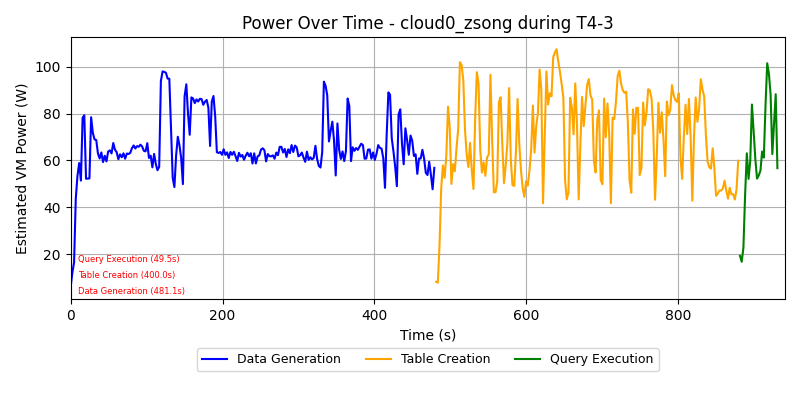 Power Over Time - cloud0_zsong during T4-3
Estimated VM Power (W)
100
80
60
40
20
Query Execution (49.5s)
Table Creation (400.0s)
Data Generation (481.1s)
0 200 400 600 800
Time (s)
Data Generation Table Creation Query Execution